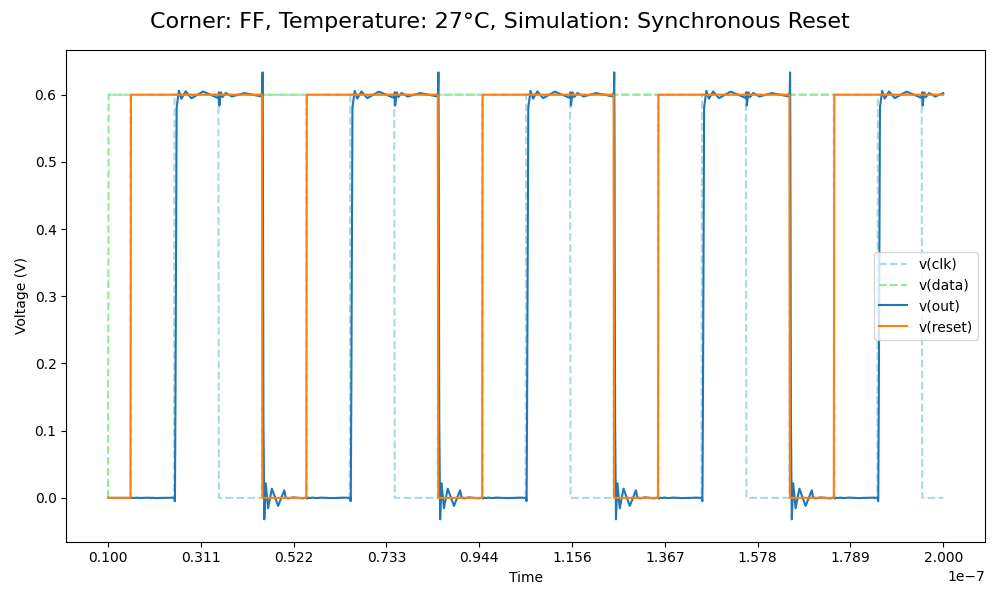 Corner: FF, Temperature: 27°C, Simulation: Synchronous Reset
Voltage (V)
0.6
0.5
0.4
0.3
0.2
0.1
0.0
v(clk)
v(data)
v(out)
v(reset)
0.100 0.311 0.522 0.733 0.944 1.156 1.367 1.578 1.789 2.000
1e−7
Time